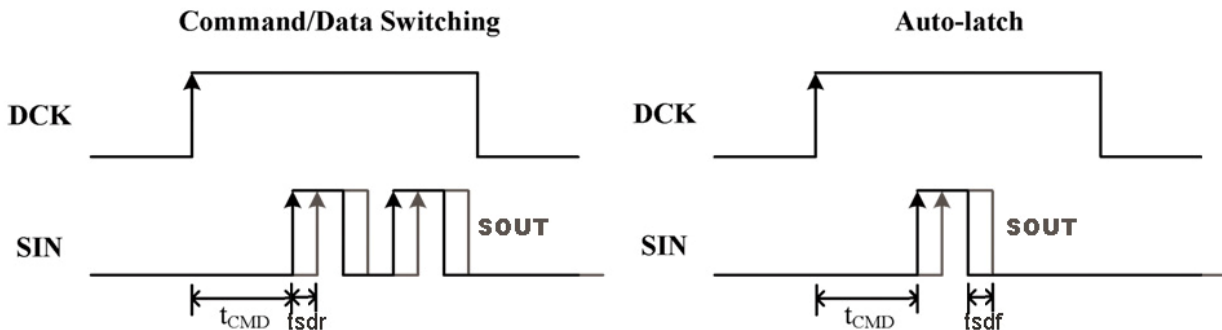 Command/Data Switching
Auto-latch
DCK
DCK
SIN
SOUT
SIN
SOUT
tCMD
tsdr
tCMD
tsdf